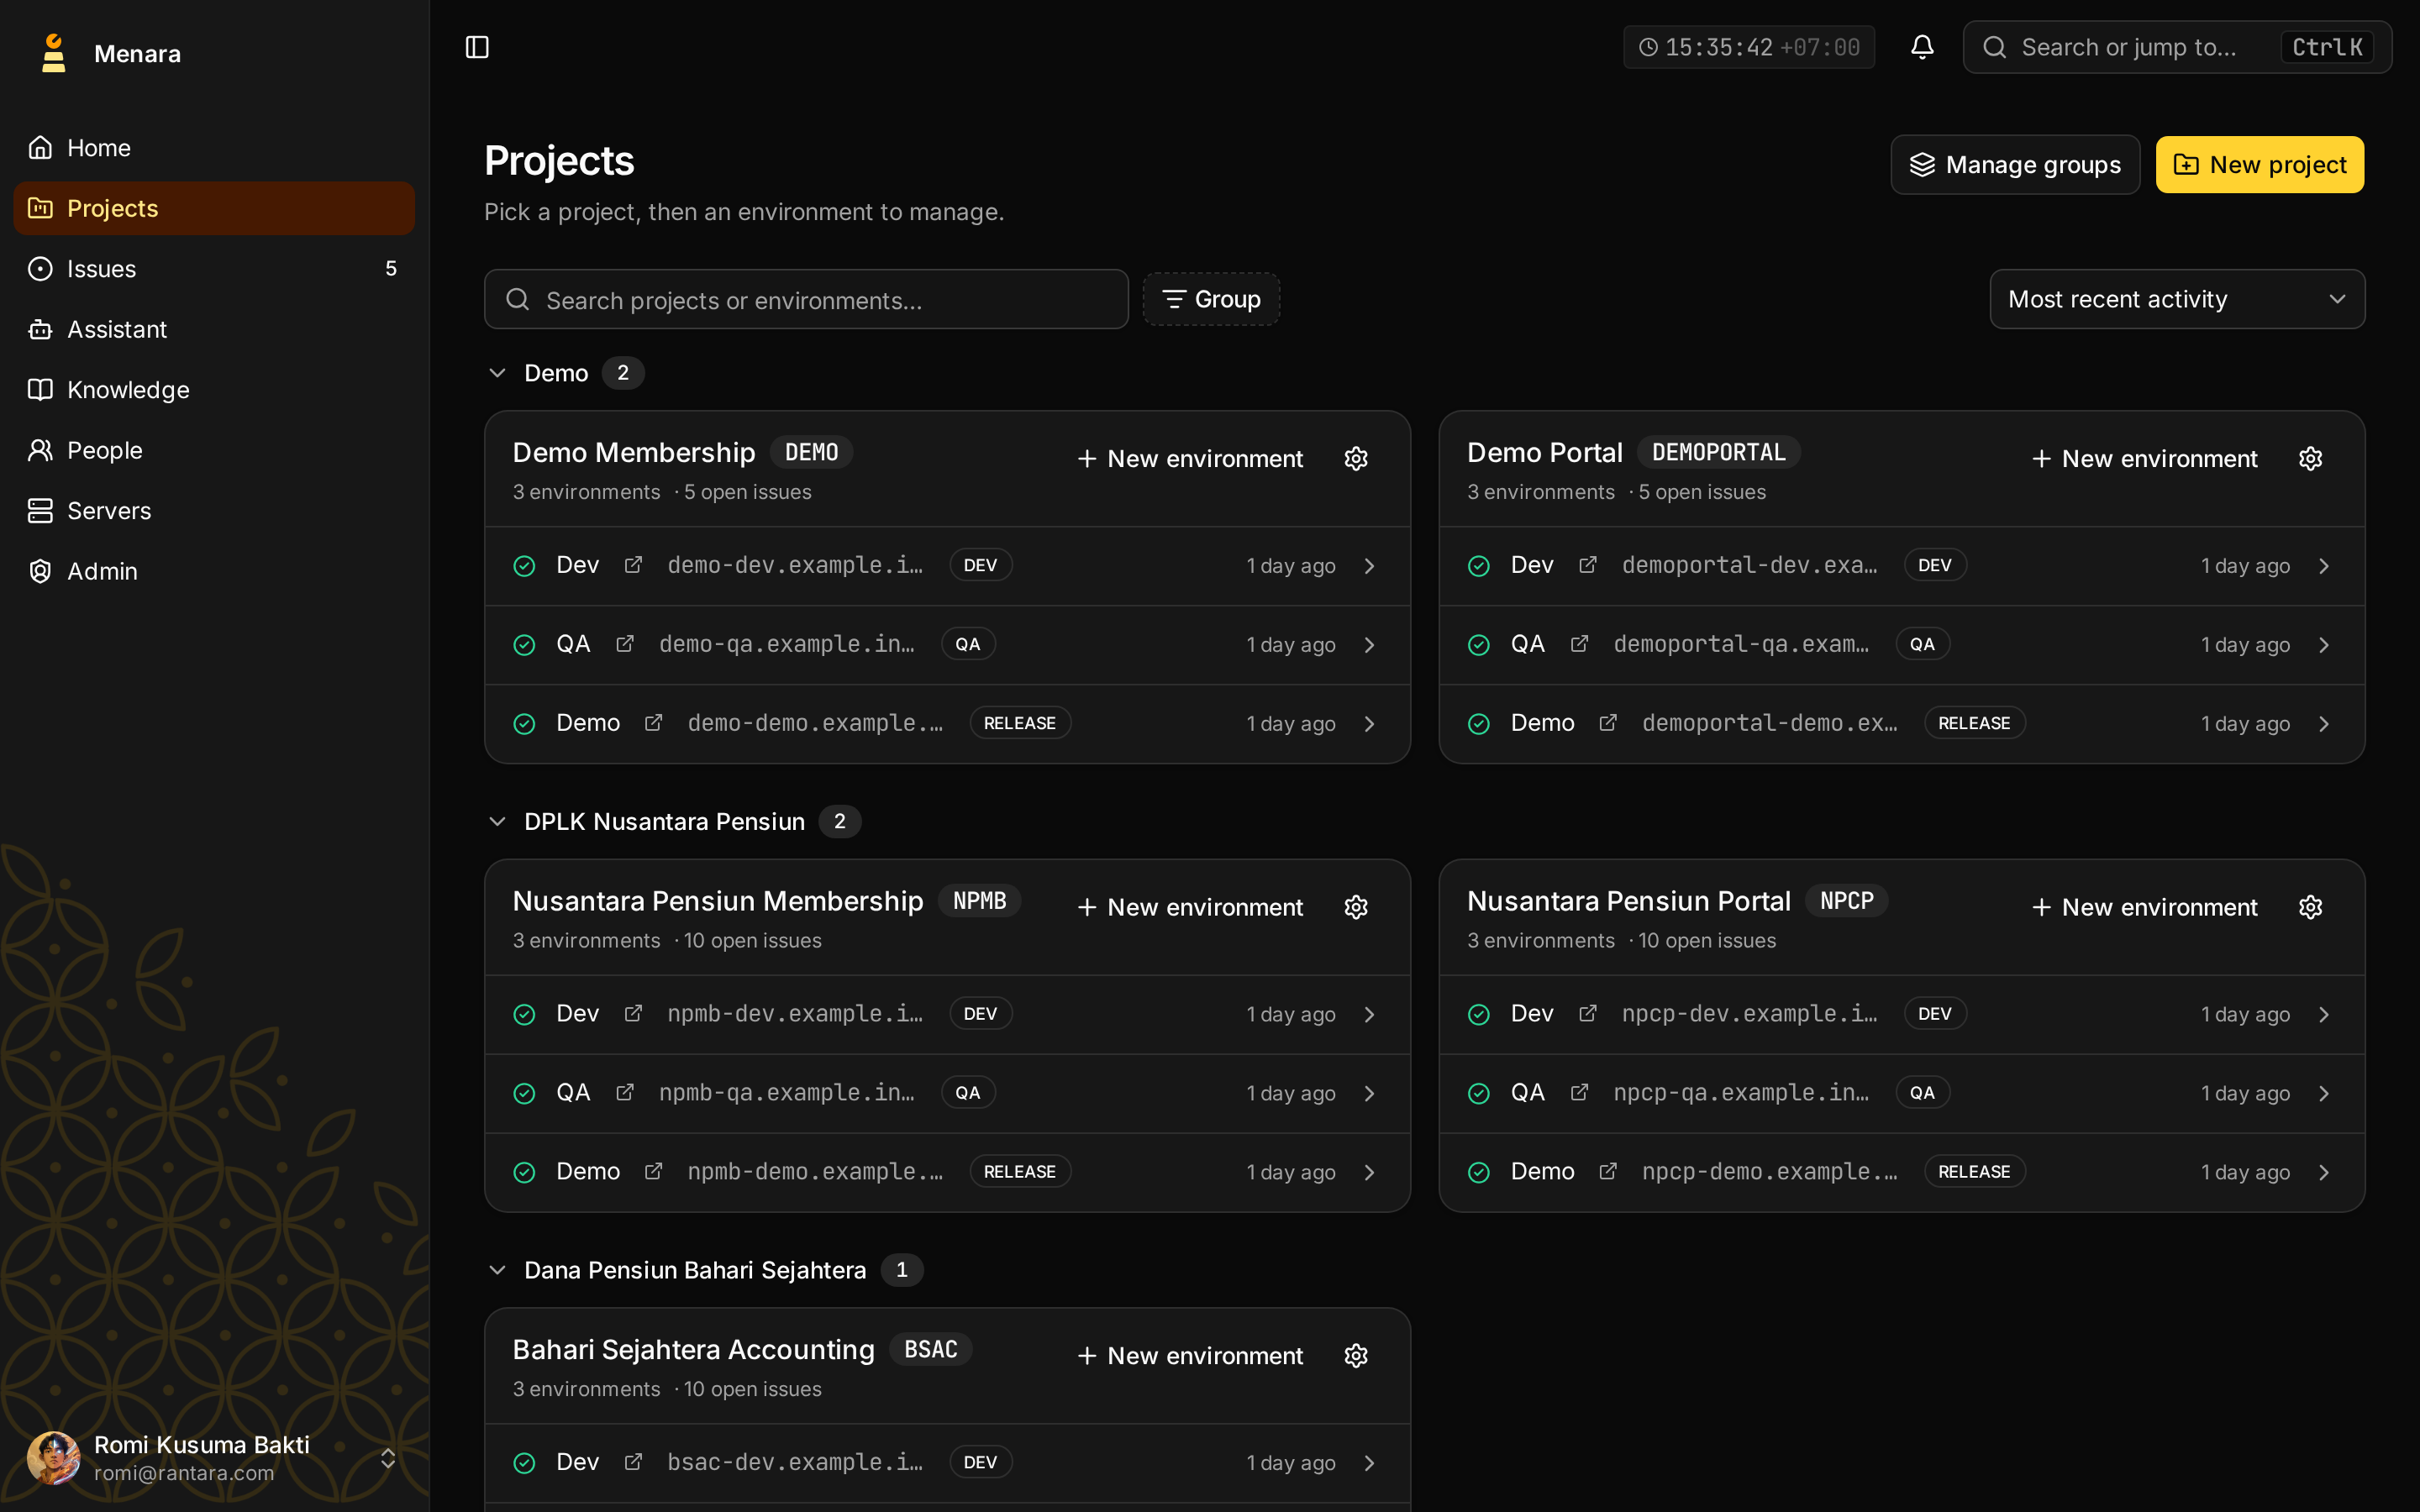 Menara
Home
Projects
Issues 5
Assistant
Knowledge
People
Servers
Admin
Romi Kusuma Bakti
romi@rantara.com
15:35:42 +07:00
Search or jump to... Ctrl K
Projects
Pick a project, then an environment to manage.
Manage groups
New project
Search projects or environments...
Group
Most recent activity
Demo 2
Demo Membership DEMO
3 environments · 5 open issues
New environment
Dev demo-dev.example.i… DEV 1 day ago
QA demo-qa.example.in… QA 1 day ago
Demo demo-demo.example.… RELEASE 1 day ago
Demo Portal DEMOPORTAL
3 environments · 5 open issues
New environment
Dev demoportal-dev.exa… DEV 1 day ago
QA demoportal-qa.exam… QA 1 day ago
Demo demoportal-demo.ex… RELEASE 1 day ago
DPLK Nusantara Pensiun 2
Nusantara Pensiun Membership NPMB
3 environments · 10 open issues
New environment
Dev npmb-dev.example.i… DEV 1 day ago
QA npmb-qa.example.in… QA 1 day ago
Demo npmb-demo.example.… RELEASE 1 day ago
Nusantara Pensiun Portal NPCP
3 environments · 10 open issues
New environment
Dev npcp-dev.example.i… DEV 1 day ago
QA npcp-qa.example.in… QA 1 day ago
Demo npcp-demo.example.… RELEASE 1 day ago
Dana Pensiun Bahari Sejahtera 1
Bahari Sejahtera Accounting BSAC
3 environments · 10 open issues
New environment
Dev bsac-dev.example.i… DEV 1 day ago